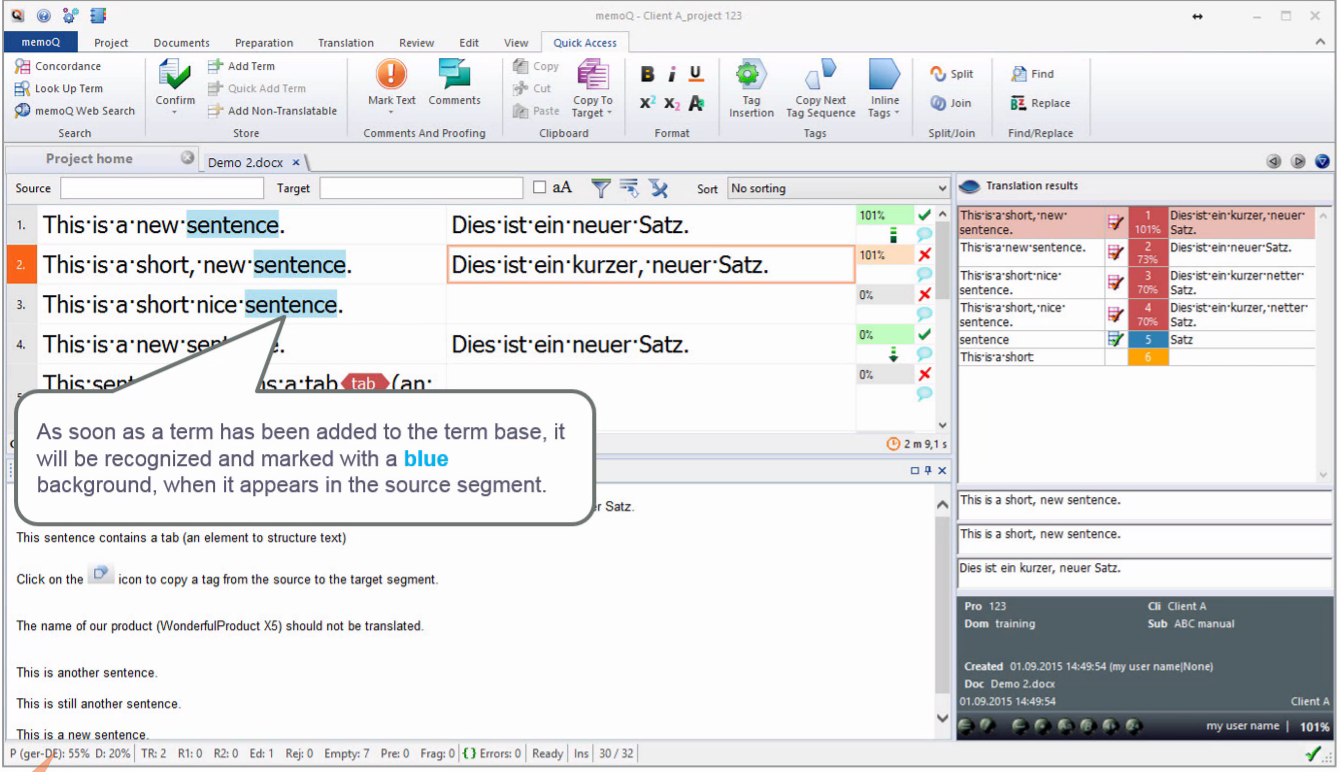 memoQ - Client A_project 123
memoQ Project Documents Preparation Translation Review Edit View Quick Access
Concordance
Look Up Term
memoQ Web Search
Search
Confirm
Add Term
Quick Add Term
Add Non-Translatable
Store
Mark Text Comments
Comments And Proofing
Copy
Cut
Paste
Copy To
Target
Clipboard
B i U
X² X₂ A
Format
Tag
Insertion
Copy Next
Tag Sequence
Inline
Tags
Tags
Split
Join
Split/Join
Find
Replace
Find/Replace
Project home Demo 2.docx
Source Target aA Sort No sorting
1. This·is·a·new·sentence. Dies·ist·ein·neuer·Satz. 101%
2. This·is·a·short,·new·sentence. Dies·ist·ein·kurzer,·neuer·Satz. 101%
3. This·is·a·short·nice·sentence. 0%
4. This·is·a·new· Dies·ist·ein·neuer·Satz. 0%
a·tab tab (an· 0%
2 m 9,1 s
As soon as a term has been added to the term base, it
will be recognized and marked with a blue
background, when it appears in the source segment.
Satz.
This sentence contains a tab (an element to structure text)
Click on the icon to copy a tag from the source to the target segment.
The name of our product (WonderfulProduct X5) should not be translated.
This is another sentence.
This is still another sentence.
This is a new sentence.
Translation results
This·is·a·short,·new· 1 Dies·ist·ein·kurzer,·neuer·
sentence. 101% Satz.
This·is·a·new·sentence. 2 Dies·ist·ein·neuer·Satz.
73%
This·is·a·short·nice· 3 Dies·ist·ein·kurzer·netter·
sentence. 70% Satz.
This·is·a·short,·nice· 4 Dies·ist·ein·kurzer,·netter·
sentence. 70% Satz.
sentence 5 Satz
This·is·a·short 6
This is a short, new sentence.
This is a short, new sentence.
Dies ist ein kurzer, neuer Satz.
Pro 123 Cli Client A
Dom training Sub ABC manual
Created 01.09.2015 14:49:54 (my user name|None)
Doc Demo 2.docx
01.09.2015 14:49:54 Client A
my user name | 101%
P (ger-DE): 55% D: 20% TR: 2 R1: 0 R2: 0 Ed: 1 Rej: 0 Empty: 7 Pre: 0 Frag: 0 {} Errors: 0 Ready Ins 30 / 32